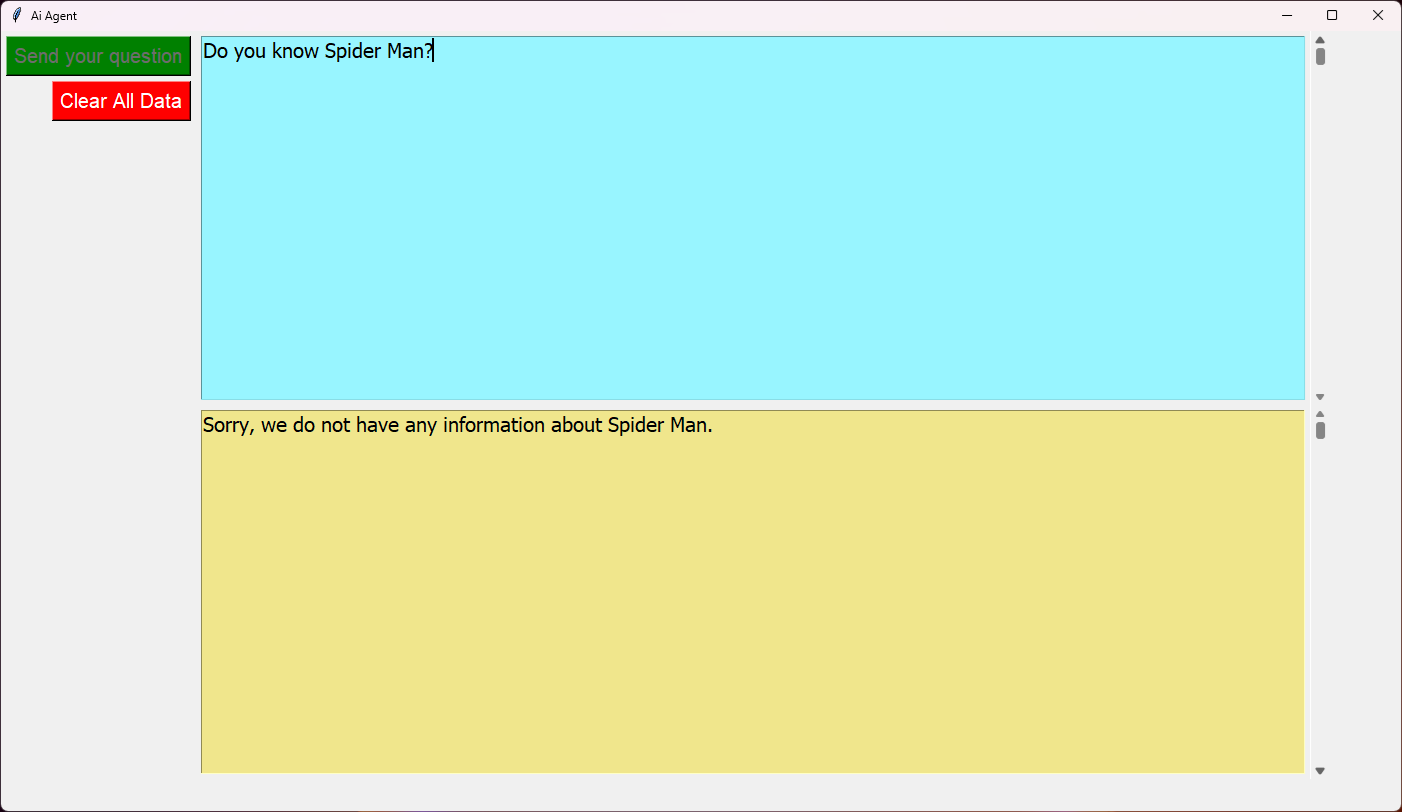 Ai Agent
Send your question
Clear All Data
Do you know Spider Man?
Sorry, we do not have any information about Spider Man.